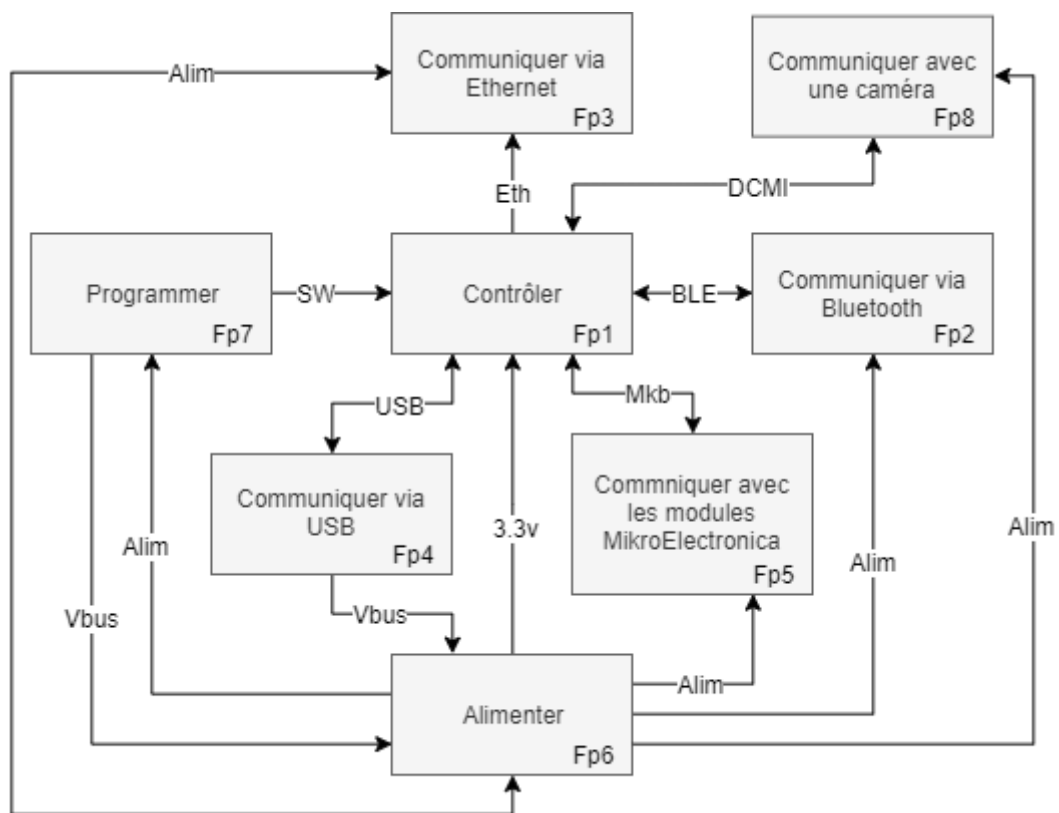 Communiquer via
Ethernet
Fp3
Communiquer avec
une caméra
Fp8
Alim
Eth
DCMI
Programmer
Fp7
SW
Contrôler
Fp1
BLE
Communiquer via
Bluetooth
Fp2
USB
Mkb
Communiquer via
USB
Fp4
3.3v
Commniquer avec
les modules
MikroElectronica
Fp5
Alim
Alim
Alim
Vbus
Vbus
Alim
Alimenter
Fp6